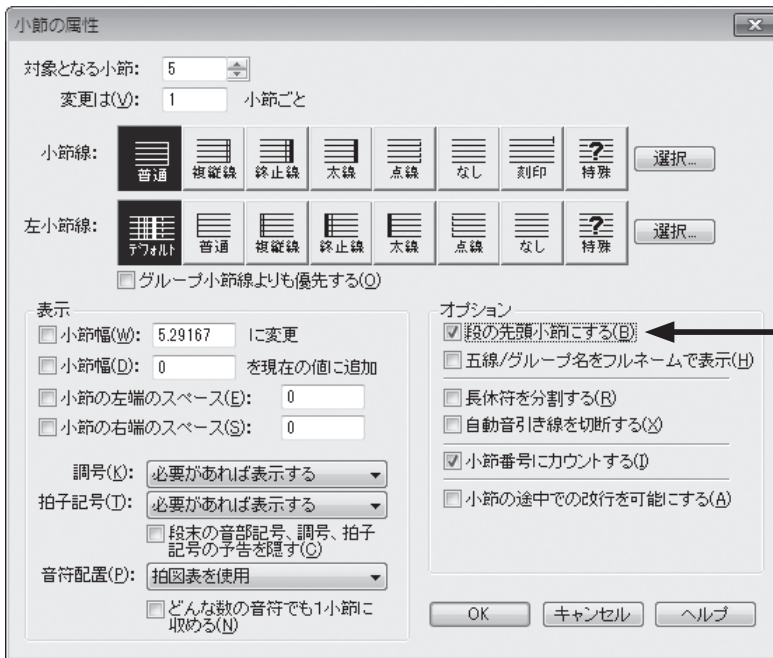 小節の属性
対象となる小節: 5
変更は(V): 1 小節ごと
小節線: 普通 複縦線 終止線 太線 点線 なし 刻印 特殊 選択...
左小節線: デフォルト 普通 複縦線 終止線 太線 点線 なし 特殊 選択...
グループ小節線よりも優先する(O)
表示
小節幅(W): 5.29167 に変更
小節幅(D): 0 を現在の値に追加
小節の左端のスペース(E): 0
小節の右端のスペース(S): 0
調号(K): 必要があれば表示する
拍子記号(T): 必要があれば表示する
段末の音部記号、調号、拍子
記号の予告を隠す(C)
音符配置(P): 拍図表を使用
どんな数の音符でも1小節に
収める(N)
オプション
段の先頭小節にする(B)
五線/グループ名をフルネームで表示(H)
長休符を分割する(R)
自動音引き線を切断する(X)
小節番号にカウントする(I)
小節の途中での改行を可能にする(A)
OK キャンセル ヘルプ